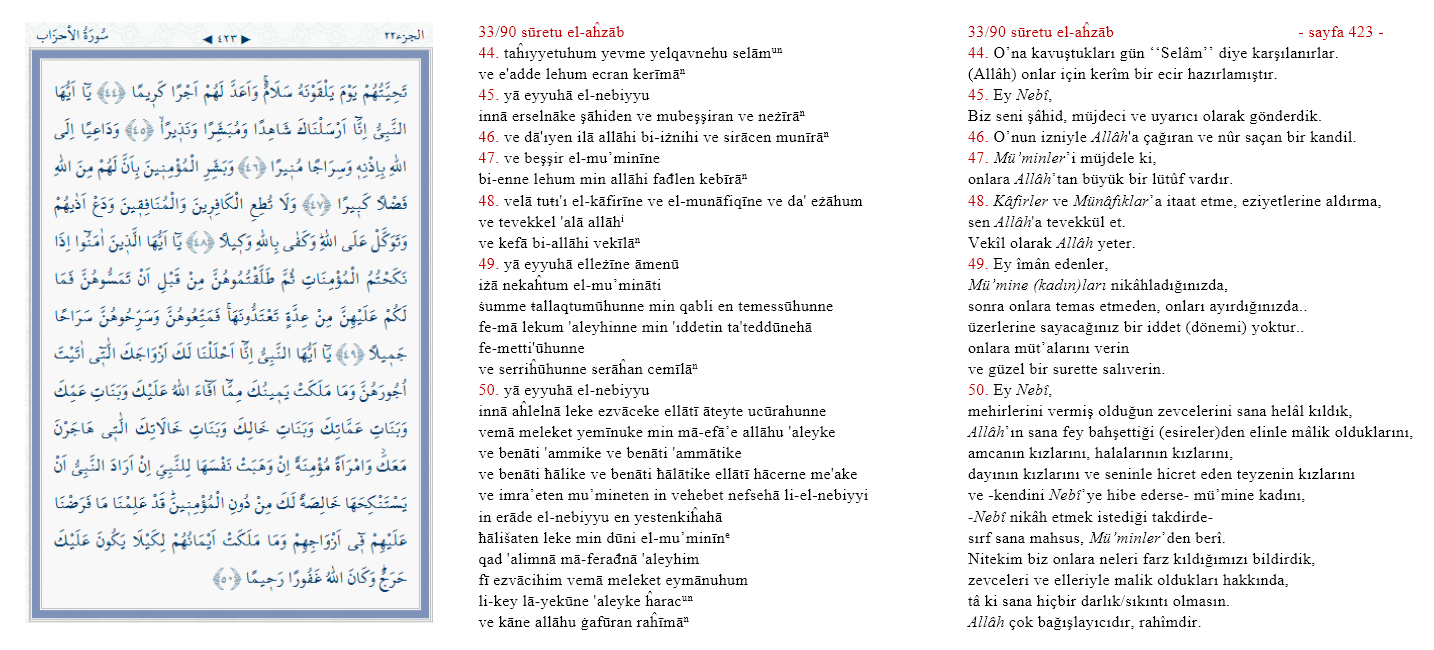 سُورَةُ الْأَحْزَابِ
◀ ٤٢٣ ▶
الجزء ٢٢
تَحِيَّتُهُمْ يَوْمَ يَلْقَوْنَهُ سَلَامٌۚ وَاَعَدَّ لَهُمْ اَجْرًا كَرِيمًا ﴿٤٤﴾ يَٓا اَيُّهَا
النَّبِيُّ اِنَّٓا اَرْسَلْنَاكَ شَاهِدًا وَمُبَشِّرًا وَنَذِيرًاۙ ﴿٤٥﴾ وَدَاعِيًا اِلَى
اللّٰهِ بِاِذْنِهٖ وَسِرَاجًا مُنِيرًا ﴿٤٦﴾ وَبَشِّرِ الْمُؤْمِنِينَ بِاَنَّ لَهُمْ مِنَ اللّٰهِ
فَضْلًا كَبِيرًا ﴿٤٧﴾ وَلَا تُطِعِ الْكَافِرِينَ وَالْمُنَافِقِينَ وَدَعْ اَذٰيهُمْ
وَتَوَكَّلْ عَلَى اللّٰهِۜ وَكَفٰى بِاللّٰهِ وَكِيلًا ﴿٤٨﴾ يَٓا اَيُّهَا الَّذِينَ اٰمَنُٓوا اِذَا
نَكَحْتُمُ الْمُؤْمِنَاتِ ثُمَّ طَلَّقْتُمُوهُنَّ مِنْ قَبْلِ اَنْ تَمَسُّوهُنَّ فَمَا
لَكُمْ عَلَيْهِنَّ مِنْ عِدَّةٍ تَعْتَدُّونَهَاۚ فَمَتِّعُوهُنَّ وَسَرِّحُوهُنَّ سَرَاحًا
جَمِيلًا ﴿٤٩﴾ يَٓا اَيُّهَا النَّبِيُّ اِنَّٓا اَحْلَلْنَا لَكَ اَزْوَاجَكَ الّٰتِٓي اٰتَيْتَ
اُجُورَهُنَّ وَمَا مَلَكَتْ يَمِينُكَ مِمَّٓا اَفَٓاءَ اللّٰهُ عَلَيْكَ وَبَنَاتِ عَمِّكَ
وَبَنَاتِ عَمَّاتِكَ وَبَنَاتِ خَالِكَ وَبَنَاتِ خَالَاتِكَ الّٰتِي هَاجَرْنَ
مَعَكَۘ وَامْرَاَةً مُؤْمِنَةً اِنْ وَهَبَتْ نَفْسَهَا لِلنَّبِيِّ اِنْ اَرَادَ النَّبِيُّ اَنْ
يَسْتَنْكِحَهَا خَالِصَةً لَكَ مِنْ دُونِ الْمُؤْمِنِينَۜ قَدْ عَلِمْنَا مَا فَرَضْنَا
عَلَيْهِمْ فِٓي اَزْوَاجِهِمْ وَمَا مَلَكَتْ اَيْمَانُهُمْ لِكَيْلَا يَكُونَ عَلَيْكَ
حَرَجٌۜ وَكَانَ اللّٰهُ غَفُورًا رَحِيمًا ﴿٥٠﴾
33/90 sūretu el-aĥzāb
44. taĥıyyetuhum yevme yelqavnehu selāmᵘⁿ
ve e'adde lehum ecran kerīmāⁿ
45. yā eyyuhā el-nebiyyu
innā erselnāke şāhiden ve mubeşşiran ve neżīrāⁿ
46. ve dā'ıyen ilā allāhi bi-iżnihi ve sirācen munīrāⁿ
47. ve beşşir el-mu’minīne
bi-enne lehum min allāhi fađlen kebīrāⁿ
48. velā tuŧı'ı el-kāfirīne ve el-munāfiqīne ve da' eżāhum
ve tevekkel 'alā allāhⁱ
ve kefā bi-allāhi vekīlāⁿ
49. yā eyyuhā elleżīne āmenū
iżā nekaĥtum el-mu’mināti
ṡumme ŧallaqtumūhunne min qabli en temessūhunne
fe-mā lekum 'aleyhinne min 'ıddetin ta'teddūnehā
fe-metti'ūhunne
ve serriĥūhunne serāĥan cemīlāⁿ
50. yā eyyuhā el-nebiyyu
innā aĥlelnā leke ezvāceke ellātī āteyte ucūrahunne
vemā meleket yemīnuke min mā-efā’e allāhu 'aleyke
ve benāti 'ammike ve benāti 'ammātike
ve benāti ħālike ve benāti ħālātike ellātī hācerne me'ake
ve imra’eten mu’mineten in vehebet nefsehā li-el-nebiyyi
in erāde el-nebiyyu en yestenkiĥahā
ħālišaten leke min dūni el-mu’minīnᵉ
qad 'alimnā mā-ferađnā 'aleyhim
fī ezvācihim vemā meleket eymānuhum
li-key lā-yekūne 'aleyke ĥaracᵘⁿ
ve kāne allāhu ġafūran raĥīmāⁿ
33/90 sūretu el-aĥzāb - sayfa 423 -
44. O’na kavuştukları gün ‘‘Selâm’’ diye karşılanırlar.
(Allâh) onlar için kerîm bir ecir hazırlamıştır.
45. Ey Nebî,
Biz seni şâhid, müjdeci ve uyarıcı olarak gönderdik.
46. O’nun izniyle Allâh'a çağıran ve nûr saçan bir kandil.
47. Mü’minler’i müjdele ki,
onlara Allâh’tan büyük bir lütûf vardır.
48. Kâfirler ve Münâfıklar’a itaat etme, eziyetlerine aldırma,
sen Allâh'a tevekkül et.
Vekîl olarak Allâh yeter.
49. Ey îmân edenler,
Mü’mine (kadın)ları nikâhladığınızda,
sonra onlara temas etmeden, onları ayırdığınızda..
üzerlerine sayacağınız bir iddet (dönemi) yoktur..
onlara müt’alarını verin
ve güzel bir surette salıverin.
50. Ey Nebî,
mehirlerini vermiş olduğun zevcelerini sana helâl kıldık,
Allâh’ın sana fey bahşettiği (esireler)den elinle mâlik olduklarını,
amcanın kızlarını, halalarının kızlarını,
dayının kızlarını ve seninle hicret eden teyzenin kızlarını
ve -kendini Nebî’ye hibe ederse- mü’mine kadını,
-Nebî nikâh etmek istediği takdirde-
sırf sana mahsus, Mü’minler’den berî.
Nitekim biz onlara neleri farz kıldığımızı bildirdik,
zevceleri ve elleriyle malik oldukları hakkında,
tâ ki sana hiçbir darlık/sıkıntı olmasın.
Allâh çok bağışlayıcıdır, rahîmdir.